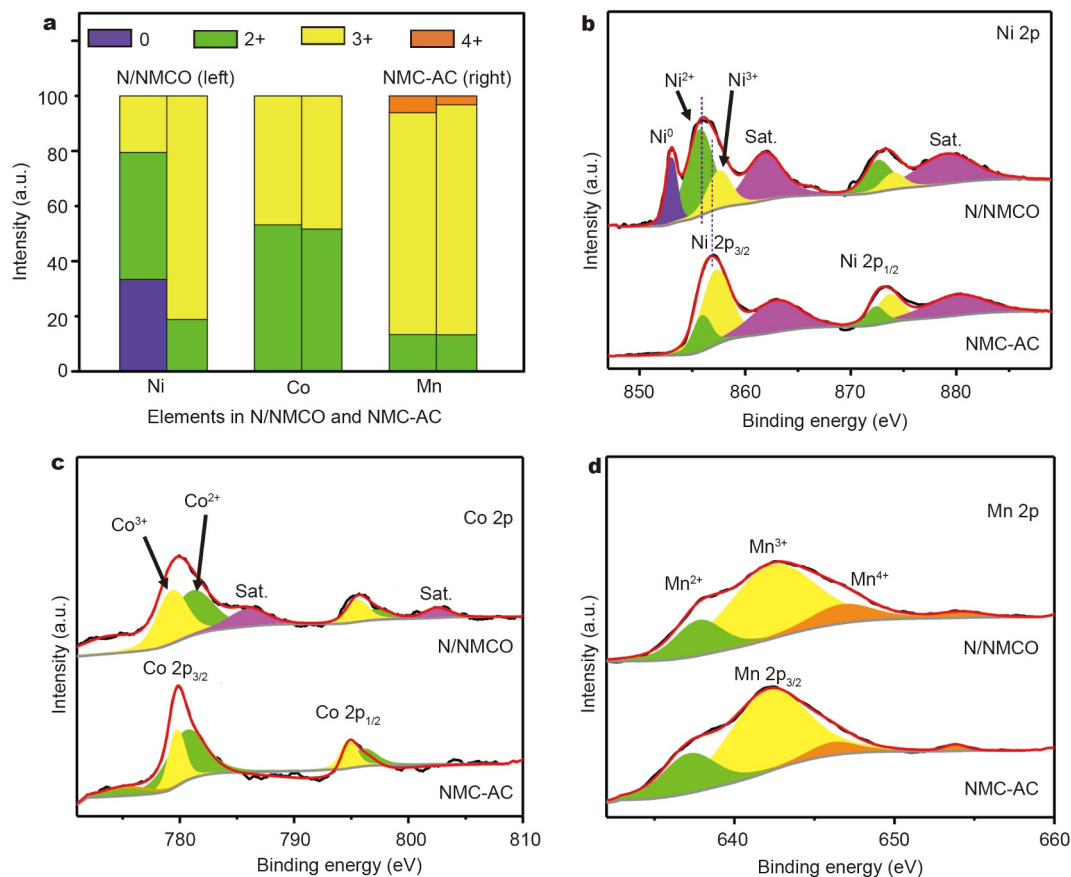 a
0 2+ 3+ 4+
N/NMCO (left) NMC-AC (right)
100
80
60
40
20
0
Intensity (a.u.)
Ni Co Mn
Elements in N/NMCO and NMC-AC
b
Ni 2p
Ni²⁺ Ni³⁺
Ni⁰ Sat. Sat.
N/NMCO
Ni 2p₃/₂
Ni 2p₁/₂
NMC-AC
Intensity (a.u.)
850 860 870 880
Binding energy (eV)
c
Co 2p
Co²⁺
Co³⁺
Sat. Sat.
N/NMCO
Co 2p₃/₂
Co 2p₁/₂
NMC-AC
Intensity (a.u.)
780 790 800 810
Binding energy (eV)
d
Mn 2p
Mn³⁺
Mn²⁺ Mn⁴⁺
N/NMCO
Mn 2p₃/₂
NMC-AC
Intensity (a.u.)
640 650 660
Binding energy (eV)